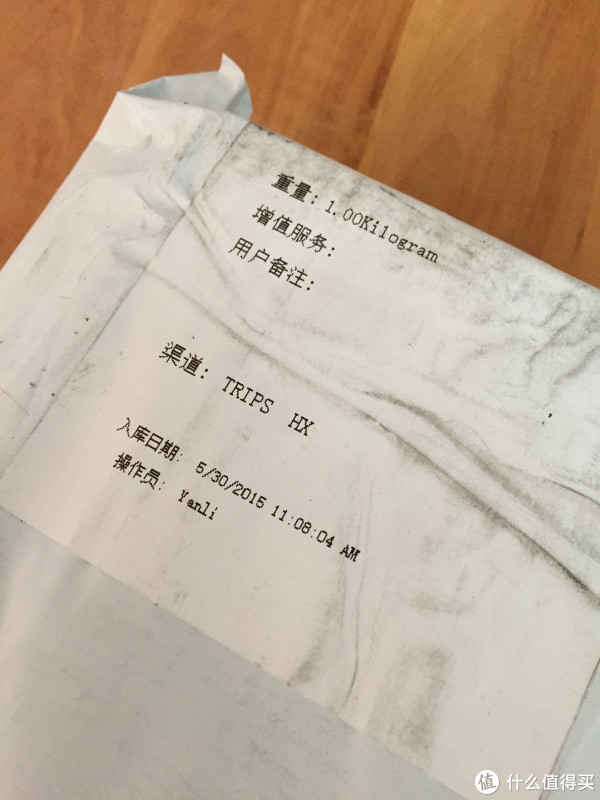 重量: 1.00Kilogram
增值服务:
用户备注:
渠道: TRIPS HX
入库日期: 5/30/2015 11:08:04 AM
操作员: Yanli
值 什么值得买